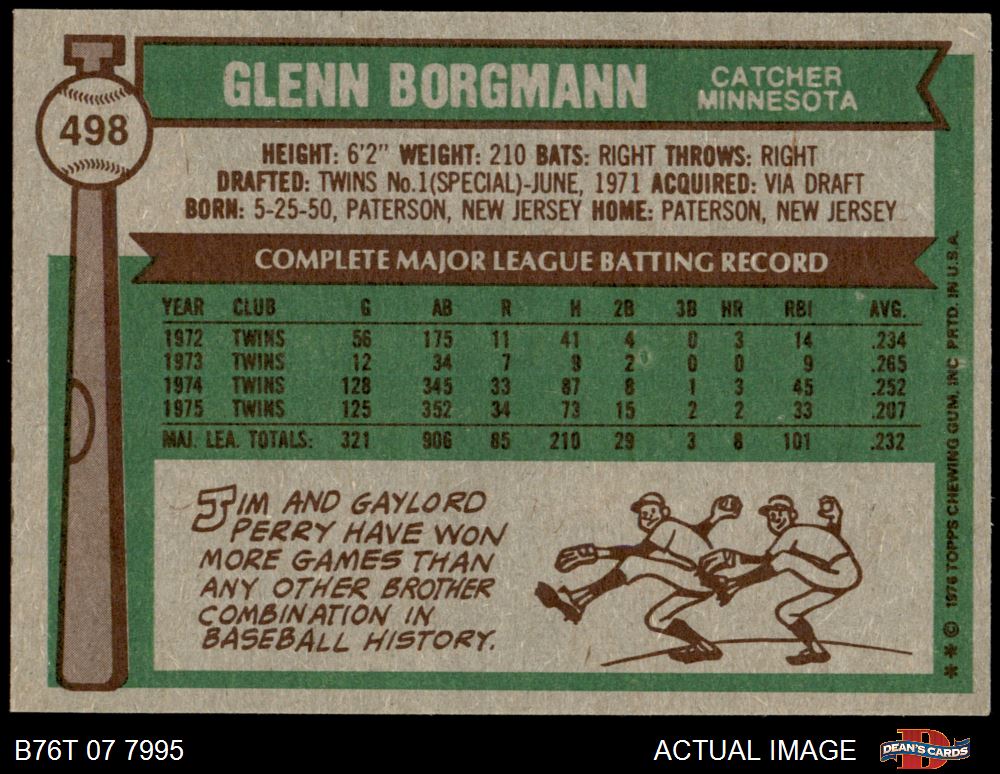 498
GLENN BORGMANN
CATCHER
MINNESOTA
HEIGHT: 6'2" WEIGHT: 210 BATS: RIGHT THROWS: RIGHT
DRAFTED: TWINS No.1(SPECIAL)-JUNE, 1971 ACQUIRED: VIA DRAFT
BORN: 5-25-50, PATERSON, NEW JERSEY HOME: PATERSON, NEW JERSEY
COMPLETE MAJOR LEAGUE BATTING RECORD
YEAR CLUB G AB R H 2B 3B HR RBI AVG.
1972 TWINS 56 175 11 41 4 0 3 14 .234
1973 TWINS 12 34 7 9 2 0 0 9 .265
1974 TWINS 128 345 33 87 8 1 3 45 .252
1975 TWINS 125 352 34 73 15 2 2 33 .207
MAJ. LEA. TOTALS: 321 906 85 210 29 3 8 101 .232
JIM AND GAYLORD
PERRY HAVE WON
MORE GAMES THAN
ANY OTHER BROTHER
COMBINATION IN
BASEBALL HISTORY.
** © 1976 TOPPS CHEWING GUM, INC PRTD. IN U.S.A.
B76T 07 7995
ACTUAL IMAGE
DEAN'S CARDS